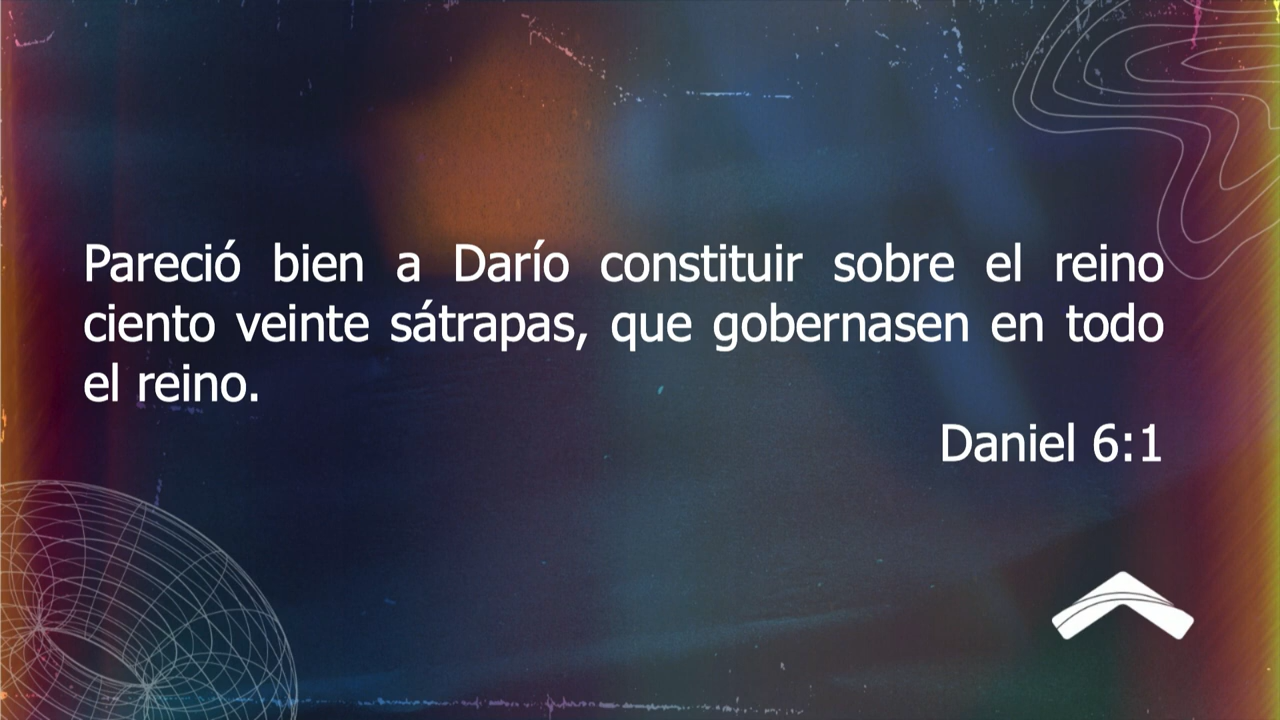 Pareció bien a Darío constituir sobre el reino
ciento veinte sátrapas, que gobernasen en todo
el reino.
Daniel 6:1